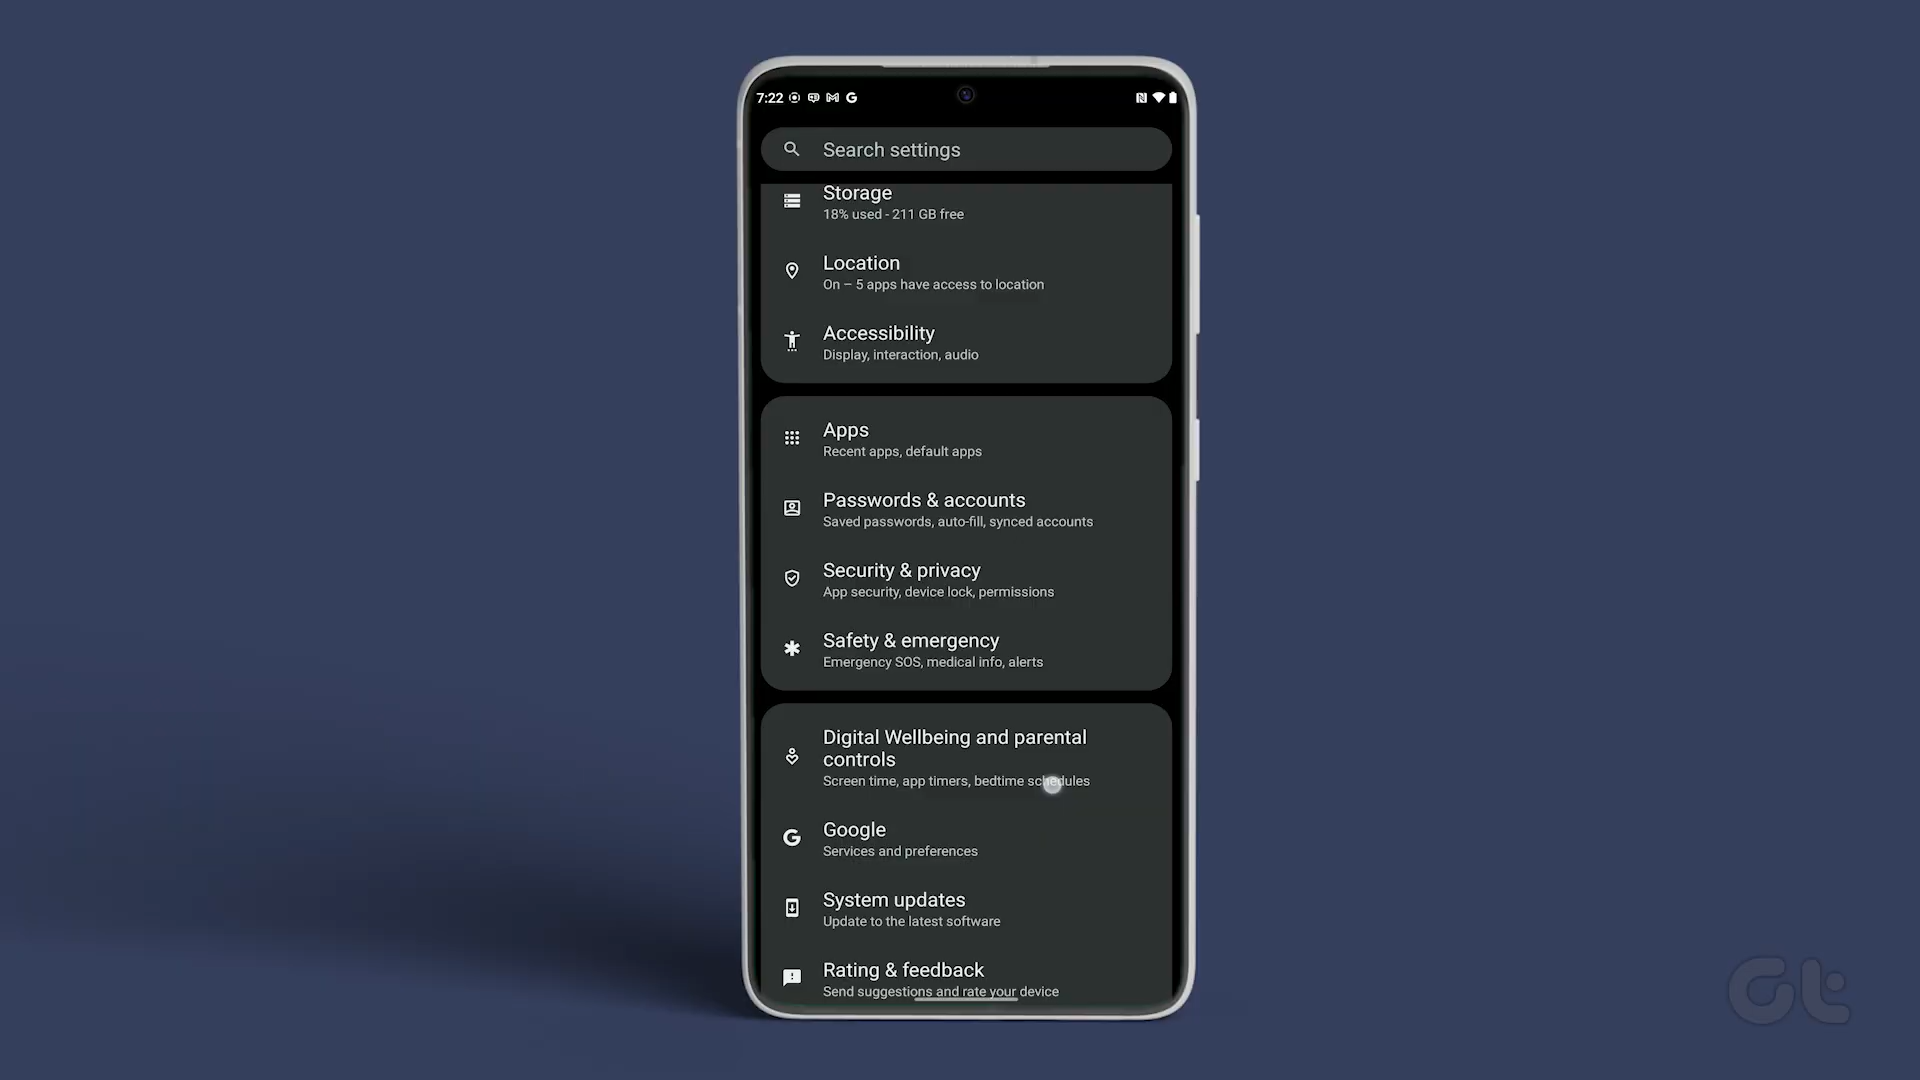 7:22
Search settings
Storage
18% used - 211 GB free
Location
On – 5 apps have access to location
Accessibility
Display, interaction, audio
Apps
Recent apps, default apps
Passwords & accounts
Saved passwords, auto-fill, synced accounts
Security & privacy
App security, device lock, permissions
Safety & emergency
Emergency SOS, medical info, alerts
Digital Wellbeing and parental
controls
Screen time, app timers, bedtime schedules
Google
Services and preferences
System updates
Update to the latest software
Rating & feedback
Send suggestions and rate your device
Gt